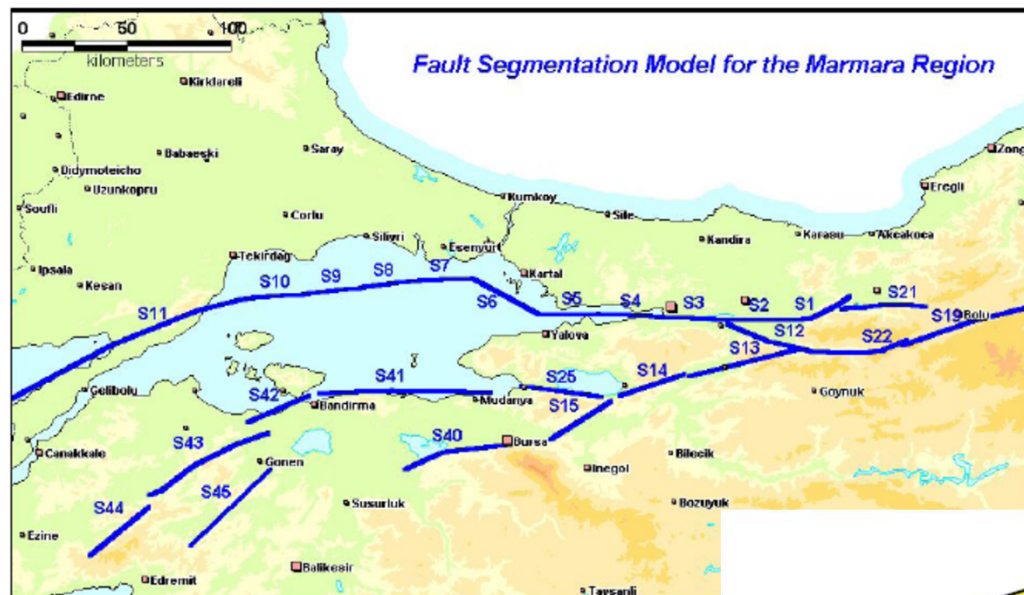 0 50 100
kilometers
Fault Segmentation Model for the Marmara Region
Kirklareli
Edirne
Zong
Babaeski
Saray
Didymoteicho
Uzunkopru
Eregli
Kumkoy
Soufli
Corlu
Sile
Siliyri
Esenyurt
Kandira
Karasu
Akcakoca
Tekirdag
Ipsala
Kesan
Kartal
S7
S8
S9
S10
S11
S6
S5
S4
S3
S2
S1
S21
S19
Bolu
S12
S22
Yalova
S13
S14
S41
S25
Gelibolu
S42
Bandirma
Mudanya
S15
Goynuk
S43
S40
Bursa
Canakkale
Gonen
Bilecik
Inegol
S45
S44
Susurluk
Bozuyuk
Ezine
Balikesir
Edremit
Tavsanli